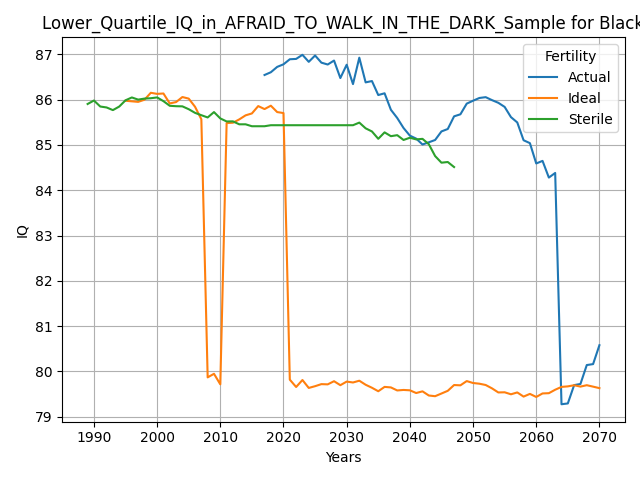 Lower_Quartile_IQ_in_AFRAID_TO_WALK_IN_THE_DARK_Sample for Black
Fertility
Actual
Ideal
Sterile
IQ
87
86
85
84
83
82
81
80
79
1990 2000 2010 2020 2030 2040 2050 2060 2070
Years